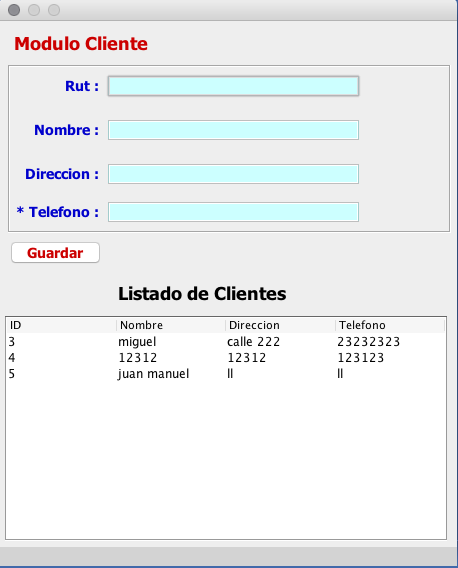 Modulo Cliente
Rut :
Nombre :
Direccion :
* Telefono :
Guardar
Listado de Clientes
ID Nombre Direccion Telefono
3 miguel calle 222 23232323
4 12312 12312 123123
5 juan manuel ll ll